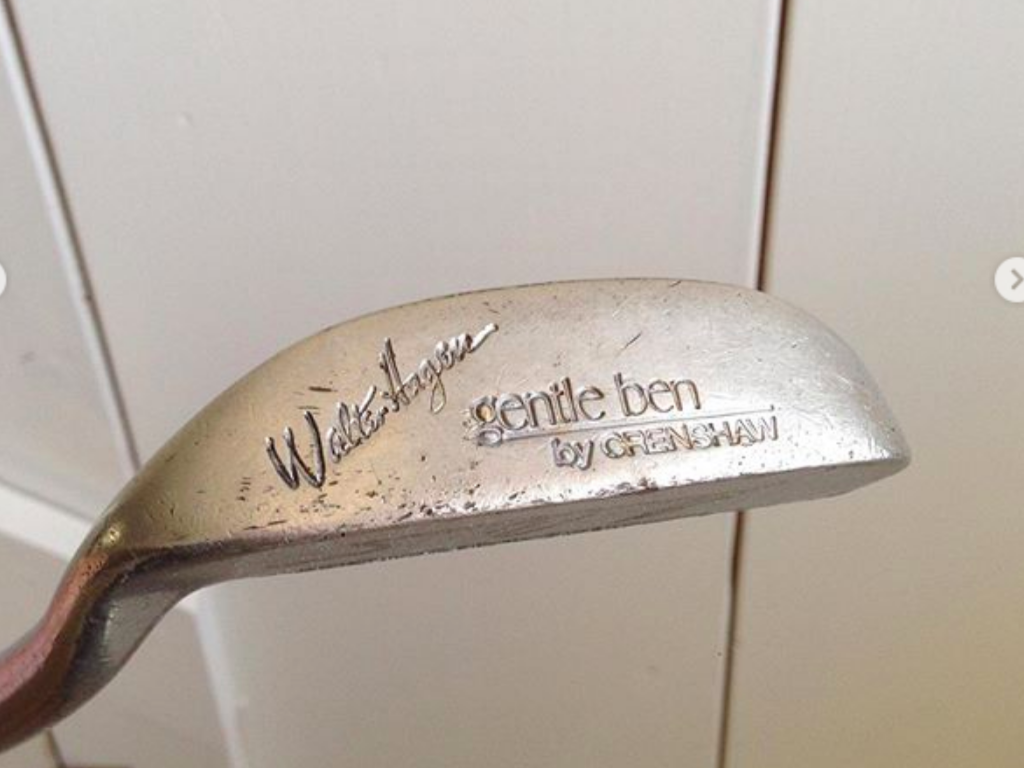 Walter Hagen
gentle ben
by CRENSHAW